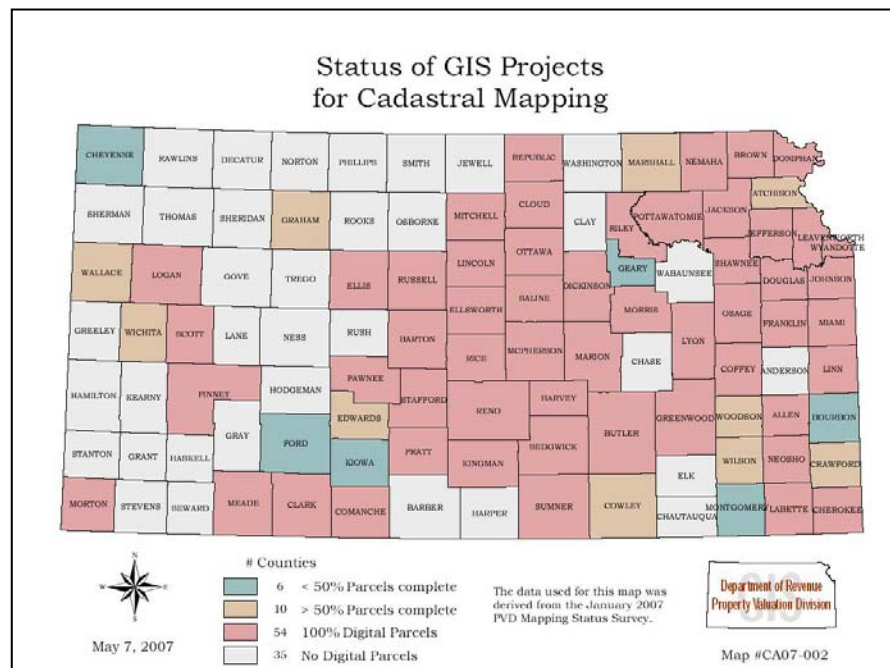 Status of GIS Projects
for Cadastral Mapping
CHEYENNE RAWLINS DECATUR NORTON PHILLIPS SMITH JEWELL REPUBLIC WASHINGTON MARSHALL NEMAHA BROWN DONIPHAN
ATCHISON
SHERMAN THOMAS SHERIDAN GRAHAM ROOKS OSBORNE MITCHELL CLOUD CLAY RILEY POTTAWATOMIE JACKSON JEFFERSON LEAVENWORTH
WYANDOTTE
WALLACE LOGAN GOVE TREGO ELLIS RUSSELL LINCOLN OTTAWA DICKINSON GEARY WABAUNSEE SHAWNEE DOUGLAS JOHNSON
ELLSWORTH SALINE MORRIS OSAGE FRANKLIN MIAMI
GREELEY WICHITA SCOTT LANE NESS RUSH BARTON RICE MCPHERSON MARION CHASE LYON COFFEY ANDERSON LINN
HAMILTON KEARNY FINNEY HODGEMAN PAWNEE STAFFORD RENO HARVEY BUTLER GREENWOOD WOODSON ALLEN BOURBON
GRAY FORD EDWARDS KIOWA PRATT KINGMAN SEDGWICK ELK WILSON NEOSHO CRAWFORD
STANTON GRANT HASKELL
MORTON STEVENS SEWARD MEADE CLARK COMANCHE BARBER HARPER SUMNER COWLEY CHAUTAUQUA MONTGOMERY LABETTE CHEROKEE
N
W E
S
May 7, 2007
# Counties
6 < 50% Parcels complete
10 > 50% Parcels complete
54 100% Digital Parcels
35 No Digital Parcels
The data used for this map was
derived from the January 2007
PVD Mapping Status Survey.
GIS
Department of Revenue
Property Valuation Division
Map #CA07-002